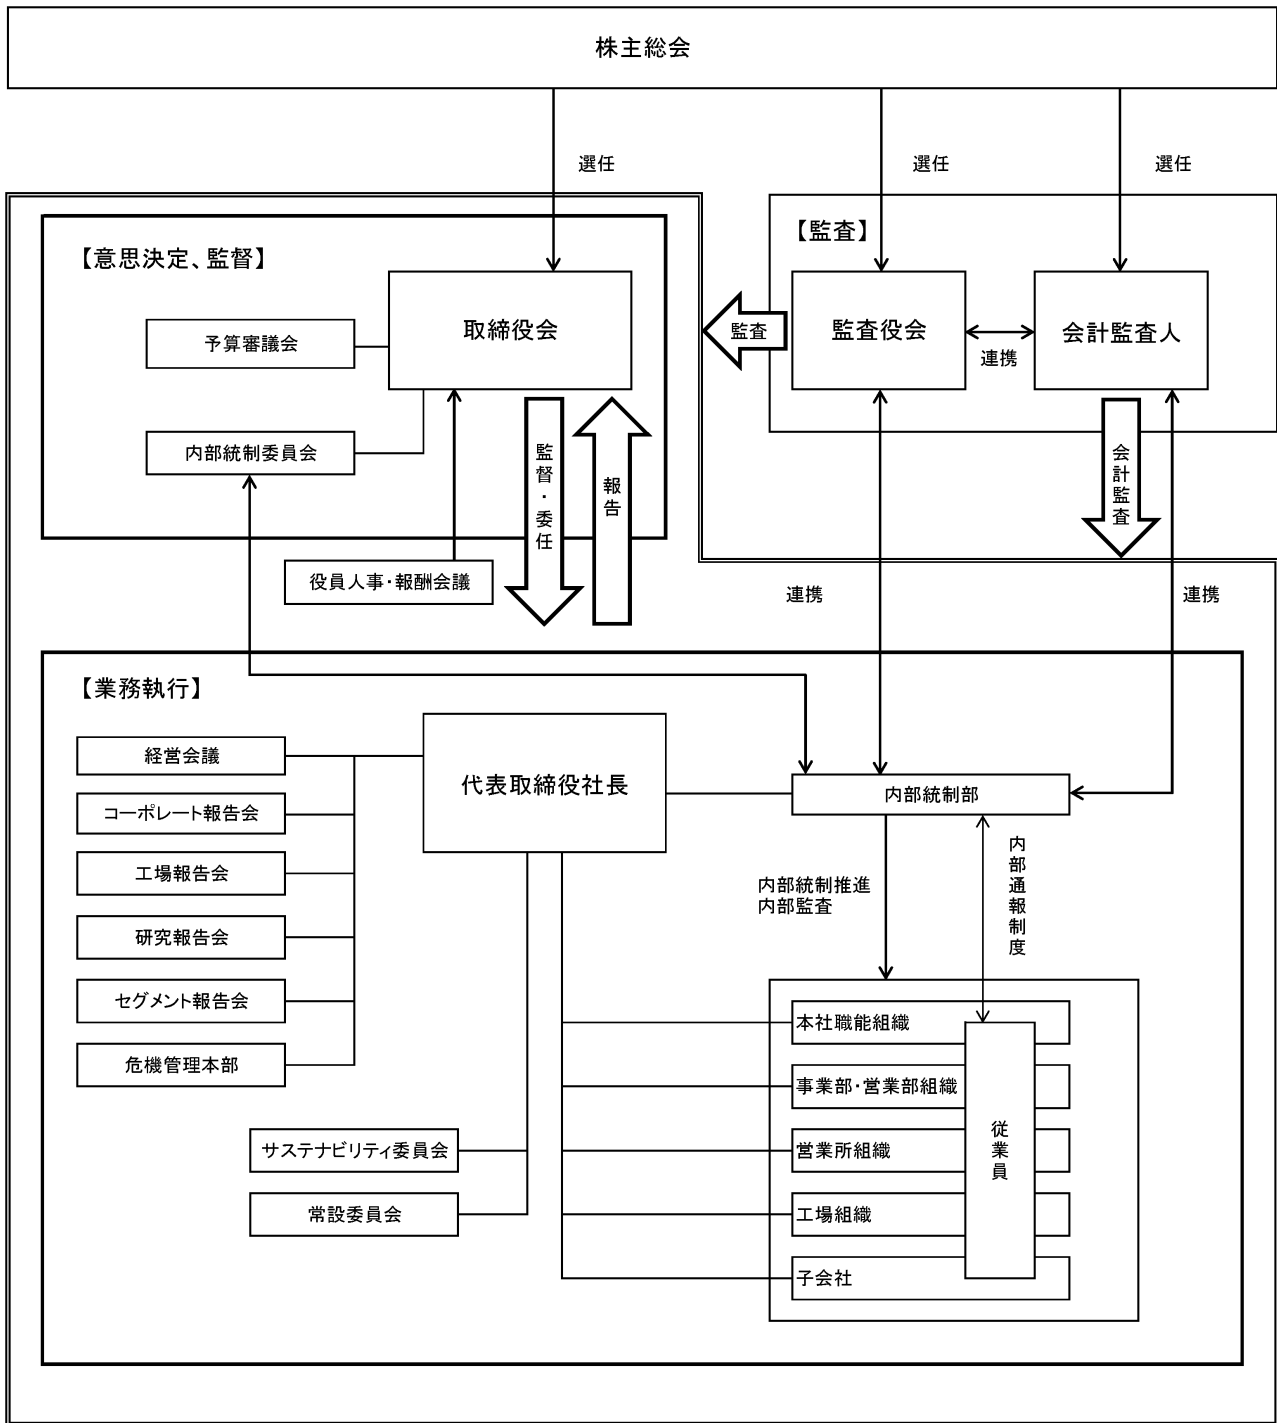 株主総会
選任
選任
選任
【意思決定、監督】
【監査】
取締役会
予算審議会
内部統制委員会
監査
監査役会
連携
会計監査人
監督・委任
報告
会計監査
役員人事・報酬会議
連携
連携
【業務執行】
代表取締役社長
経営会議
コーポレート報告会
工場報告会
研究報告会
セグメント報告会
危機管理本部
内部統制部
内部統制推進
内部監査
内部通報制度
サステナビリティ委員会
常設委員会
本社職能組織
事業部・営業部組織
営業所組織
工場組織
子会社
従業員